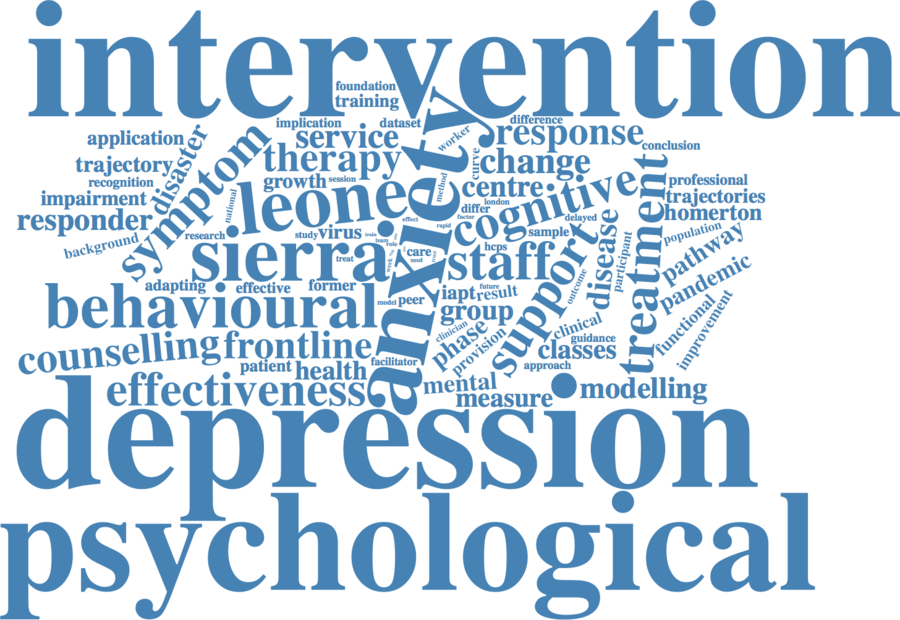 intervention
foundation
training
implication
dataset
difference
application
disaster
symptom
service
anxiety
worker
response
conclusion
trajectory
therapy
curve
change
recognition
growth
session
method
centre
cognitive
treatment
professional
impairment
national
leone
london
trajectories
responder
effect
differ
factor
delayed
homerton
background
research
study
virus
train
team
role
rapid
sample
support
disease
participant
population
sierra
treat
care
need
week
staff
hcps
outcome
pathway
adapting
effective
former
iapt
future
result
pandemic
behavioural
model
peer
group
clinician
phase
provision
clinical
guidance
functional
improvement
counselling
frontline
facilitator
classes
patient
health
approach
effectiveness
mental
measure
modelling
depression
psychological